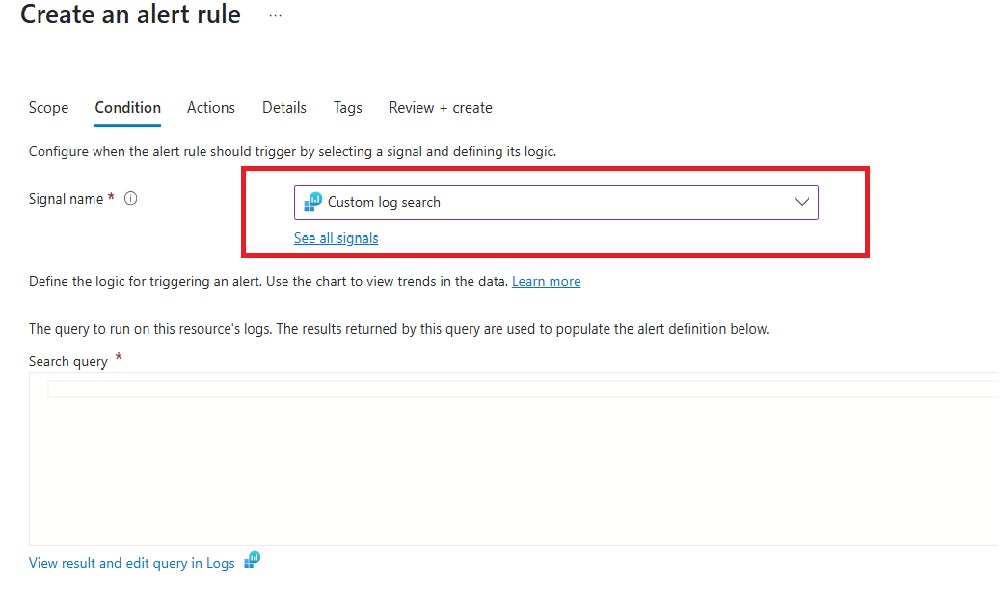 Create an alert rule ...
Scope Condition Actions Details Tags Review + create
Configure when the alert rule should trigger by selecting a signal and defining its logic.
Signal name * Custom log search
See all signals
Define the logic for triggering an alert. Use the chart to view trends in the data. Learn more
The query to run on this resource's logs. The results returned by this query are used to populate the alert definition below.
Search query *
View result and edit query in Logs